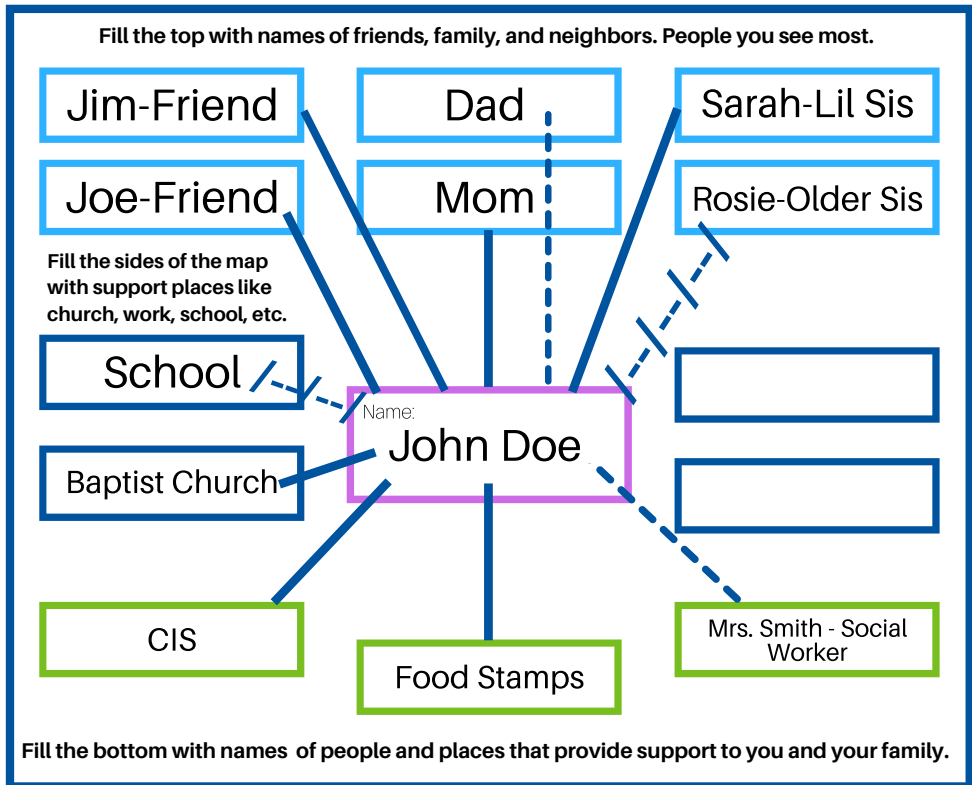 Fill the top with names of friends, family, and neighbors. People you see most.
Jim-Friend
Dad
Sarah-Lil Sis
Joe-Friend
Mom
Rosie-Older Sis
Fill the sides of the map
with support places like
church, work, school, etc.
School
Name:
John Doe
Baptist Church
CIS
Food Stamps
Mrs. Smith - Social
Worker
Fill the bottom with names of people and places that provide support to you and your family.